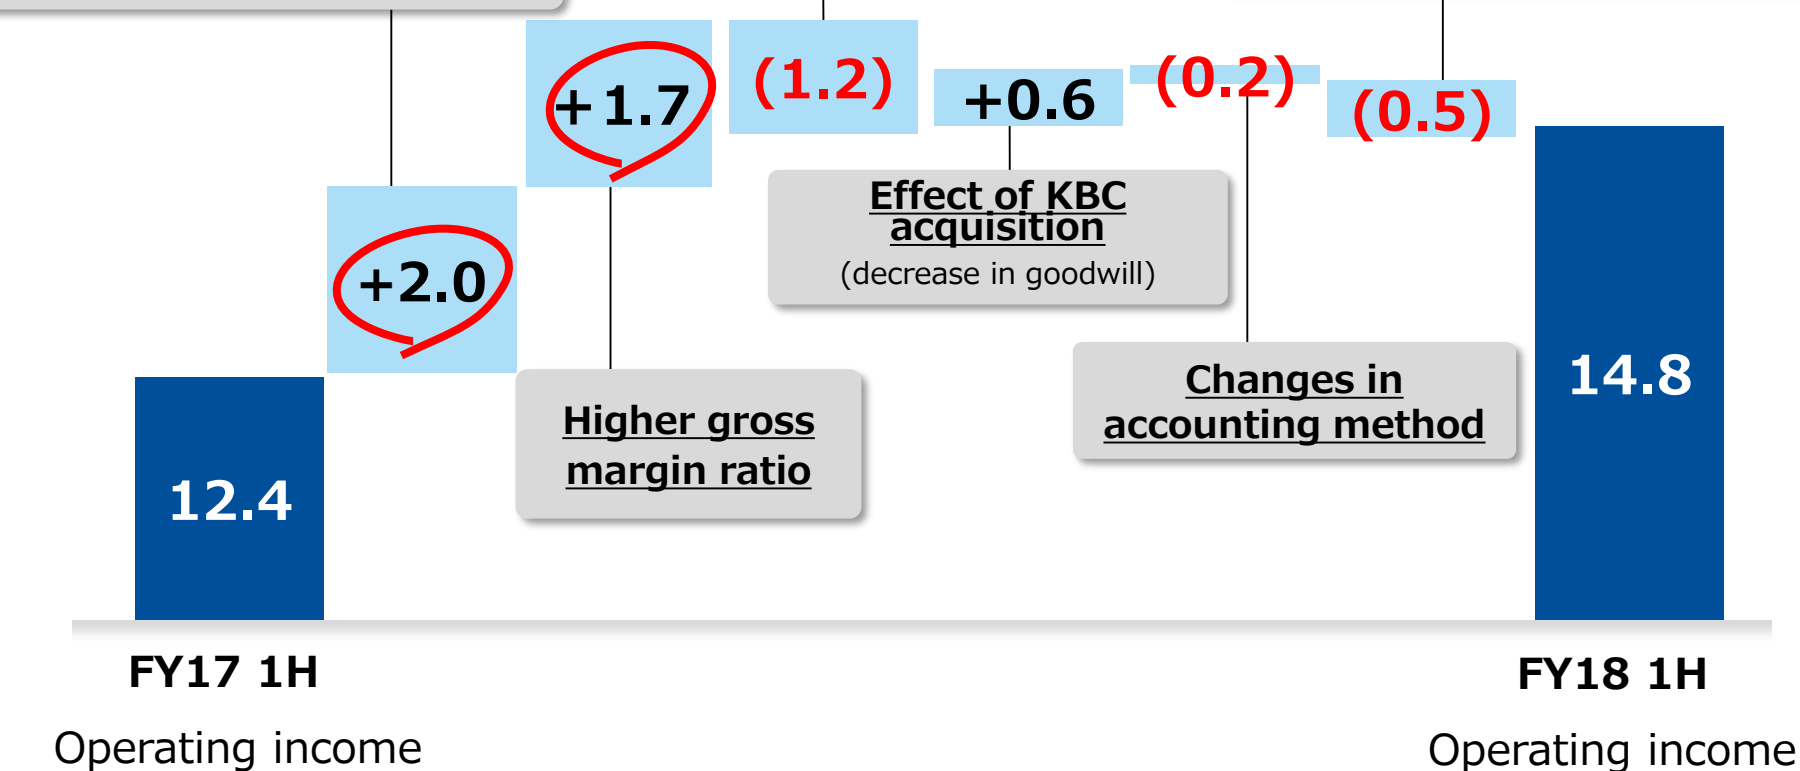 +1.7
(1.2)
+0.6
(0.2)
(0.5)
Effect of KBC
acquisition
(decrease in goodwill)
+2.0
Changes in
accounting method
14.8
Higher gross
margin ratio
12.4
FY17 1H
FY18 1H
Operating income
Operating income